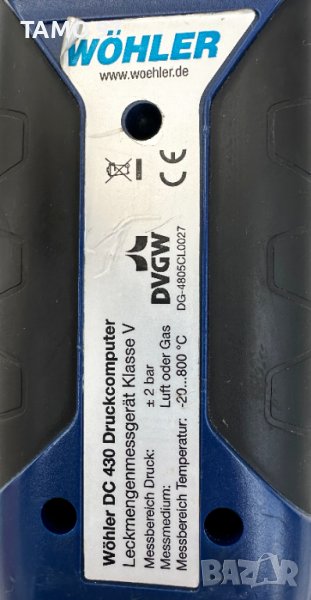 TAMO
WÖHLER
www.woehler.de
CE
DVGW
DG-4805CL0027
Wöhler DC 430 Druckcomputer
Leckmengenmessgerät Klasse V
Messbereich Druck: ± 2 bar
Messmedium: Luft oder Gas
Messbereich Temperatur: -20...800 °C
BAZAR